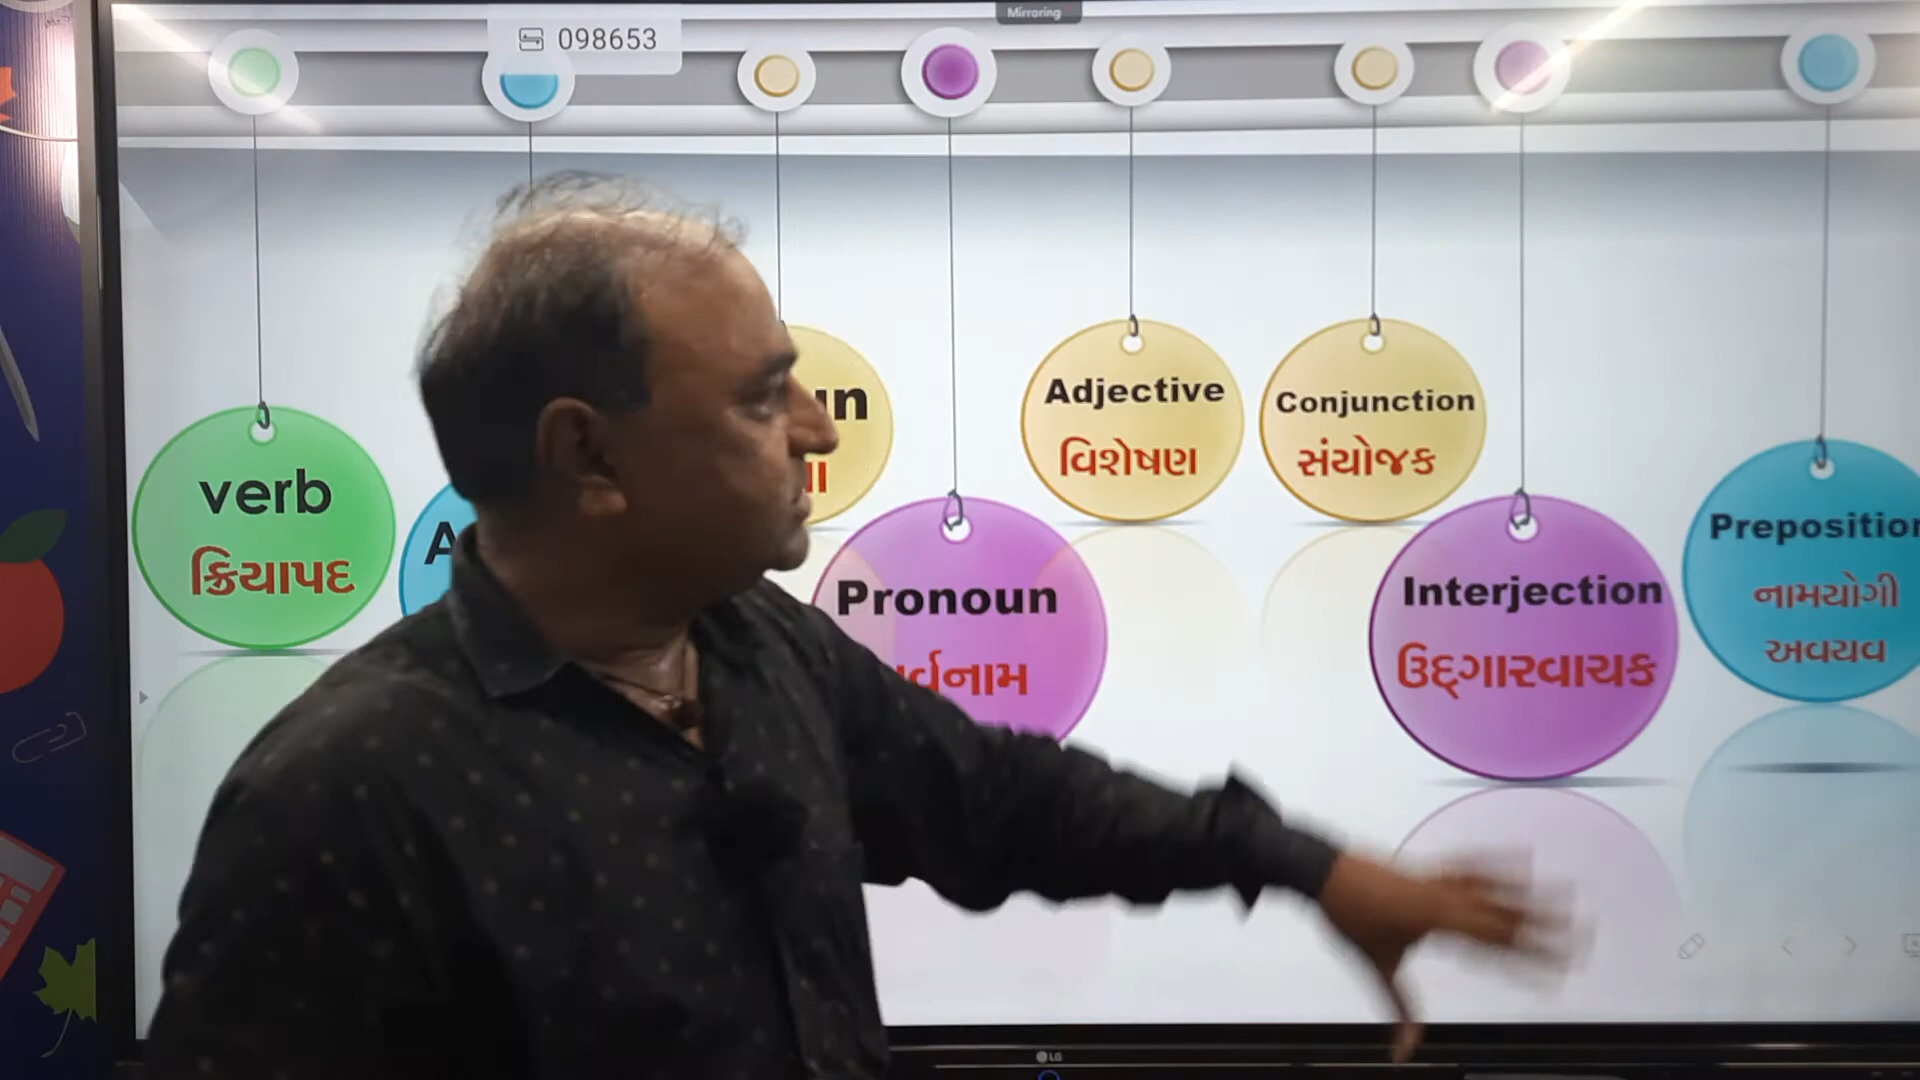 Mirroring
098653
verb
ક્રિયાપદ
Adjective
વિશેષણ
Conjunction
સંયોજક
Pronoun
Interjection
ઉદ્ગારવાચક
Preposition
નામયોગી
અવયવ
LG